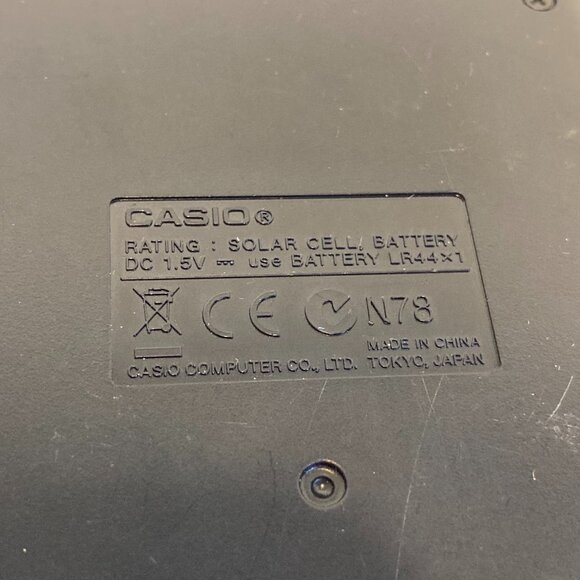 CASIO®
RATING : SOLAR CELL, BATTERY
DC 1.5V ⎓ use BATTERY LR44×1
CE N78
MADE IN CHINA
CASIO COMPUTER CO., LTD. TOKYO, JAPAN